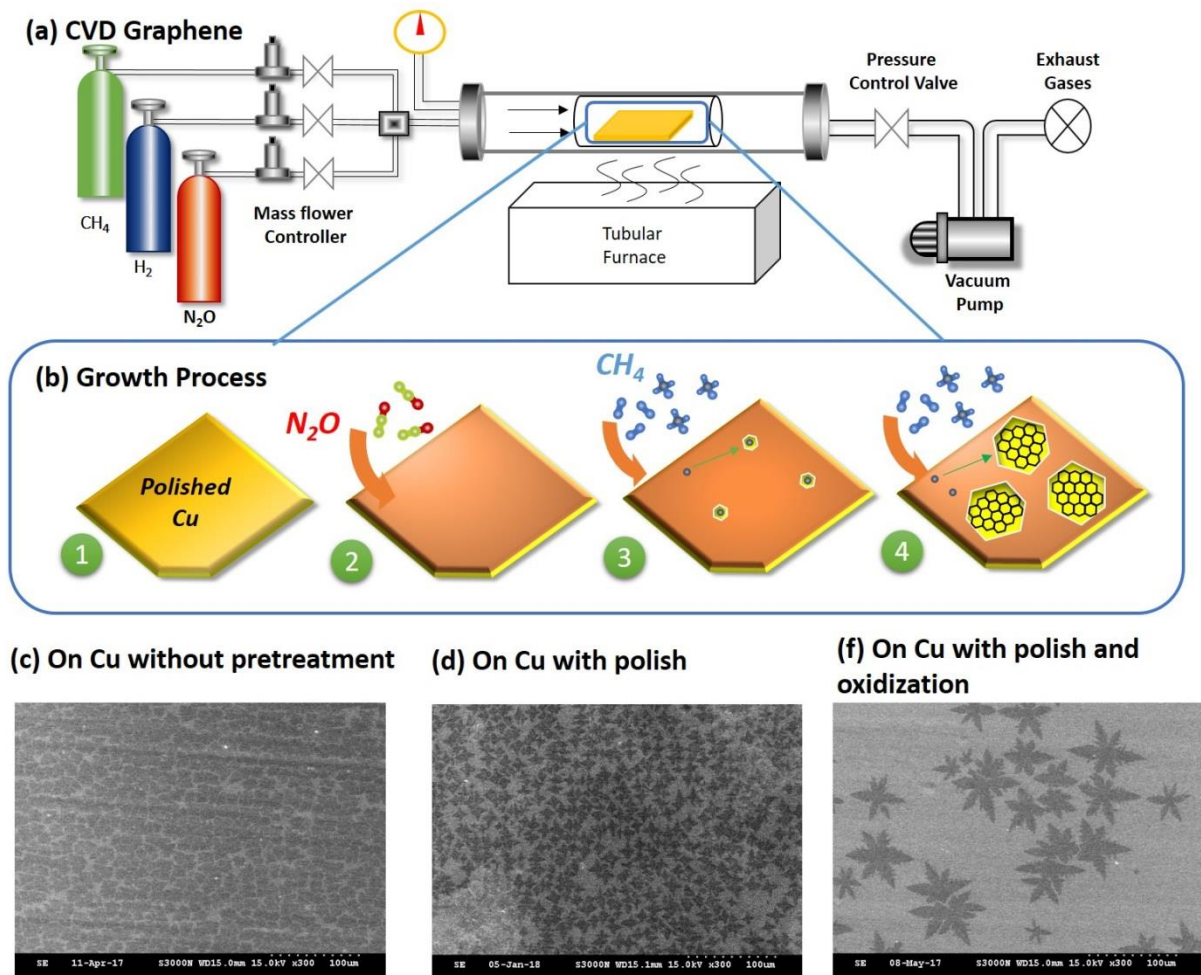 (a) CVD Graphene
CH4
H2
N2O
Mass flower
Controller
Tubular
Furnace
Pressure
Control Valve
Exhaust
Gases
Vacuum
Pump
(b) Growth Process
Polished
Cu
1
N2O
2
CH4
3
4
(c) On Cu without pretreatment
(d) On Cu with polish
(f) On Cu with polish and
oxidization
SE 11-Apr-17 S3000N WD15.0mm 15.0kV x300 100um
SE 05-Jan-18 S3000N WD15.1mm 15.0kV x300 100um
SE 08-May-17 S3000N WD15.0mm 15.0kV x300 100um